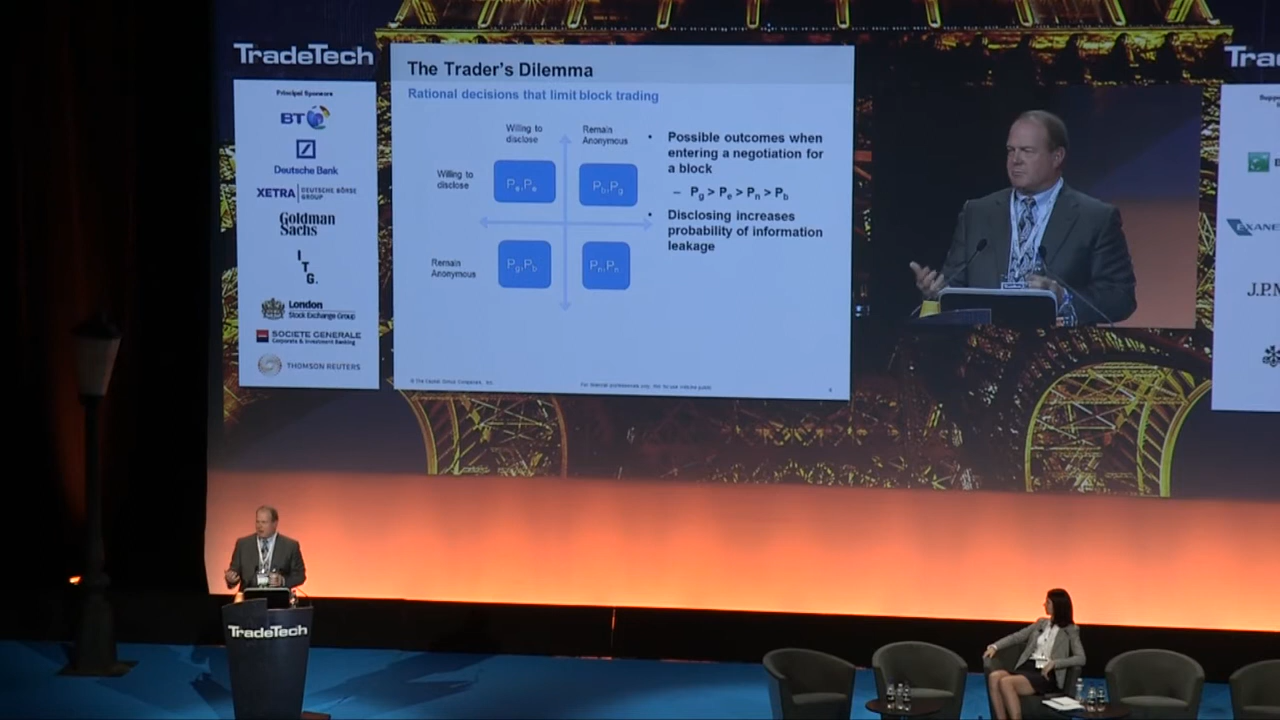 TradeTech
Principal Sponsors
BT
Deutsche Bank
XETRA DEUTSCHE BÖRSE
GROUP
Goldman
Sachs
I
T
G.
London
Stock Exchange Group
SOCIETE GENERALE
Corporate & Investment Banking
THOMSON REUTERS
The Trader's Dilemma
Rational decisions that limit block trading
Willing to
disclose
Remain
Anonymous
Willing to
disclose
Pe,Pe
Pb,Pg
Remain
Anonymous
Pg,Pb
Pn,Pn
• Possible outcomes when
entering a negotiation for
a block
– Pg > Pe > Pn > Pb
• Disclosing increases
probability of information
leakage
Tra
EXANE
J.P.M
TradeTech